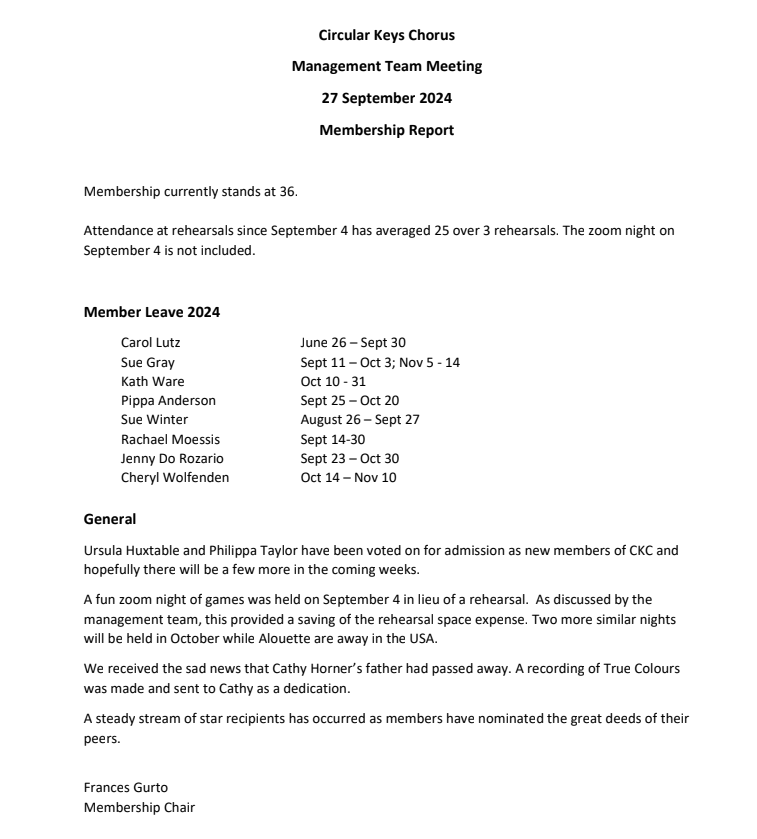 Circular Keys Chorus
Management Team Meeting
27 September 2024
Membership Report
Membership currently stands at 36.
Attendance at rehearsals since September 4 has averaged 25 over 3 rehearsals. The zoom night on
September 4 is not included.
Member Leave 2024
Carol Lutz June 26 – Sept 30
Sue Gray Sept 11 – Oct 3; Nov 5 - 14
Kath Ware Oct 10 - 31
Pippa Anderson Sept 25 – Oct 20
Sue Winter August 26 – Sept 27
Rachael Moessis Sept 14-30
Jenny Do Rozario Sept 23 – Oct 30
Cheryl Wolfenden Oct 14 – Nov 10
General
Ursula Huxtable and Philippa Taylor have been voted on for admission as new members of CKC and
hopefully there will be a few more in the coming weeks.
A fun zoom night of games was held on September 4 in lieu of a rehearsal.  As discussed by the
management team, this provided a saving of the rehearsal space expense. Two more similar nights
will be held in October while Alouette are away in the USA.
We received the sad news that Cathy Horner’s father had passed away. A recording of True Colours
was made and sent to Cathy as a dedication.
A steady stream of star recipients has occurred as members have nominated the great deeds of their
peers.
Frances Gurto
Membership Chair